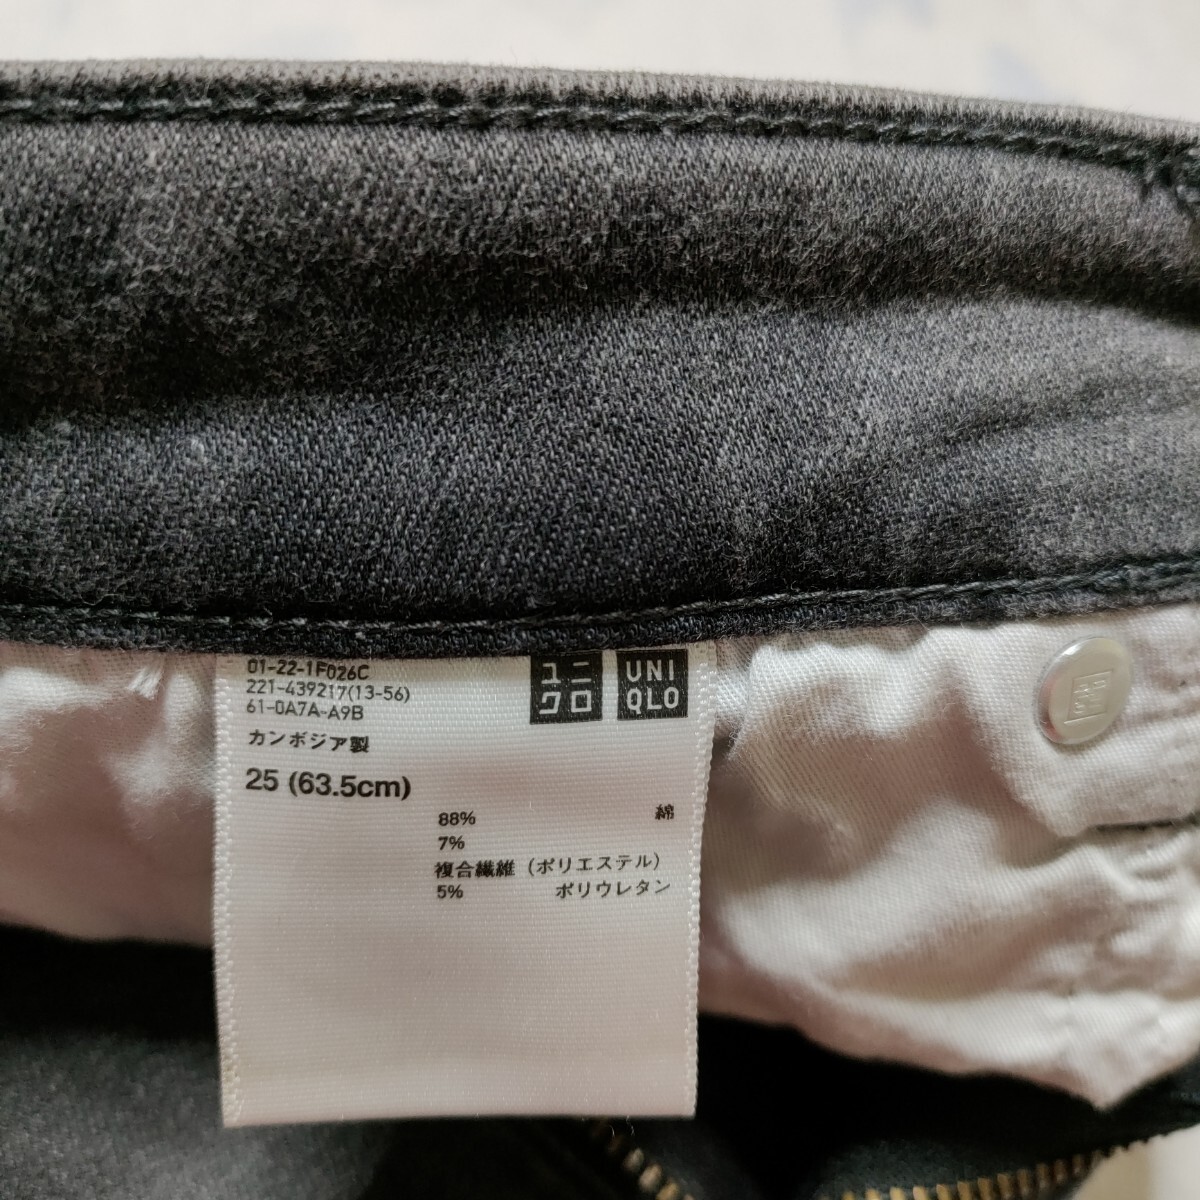 01-22-1F026C
221-439217(13-56)
61-0A7A-A9B
ユニ
クロ
UNI
QLO
カンボジア製
25 (63.5cm)
88% 綿
7%
複合繊維 (ポリエステル)
5% ポリウレタン